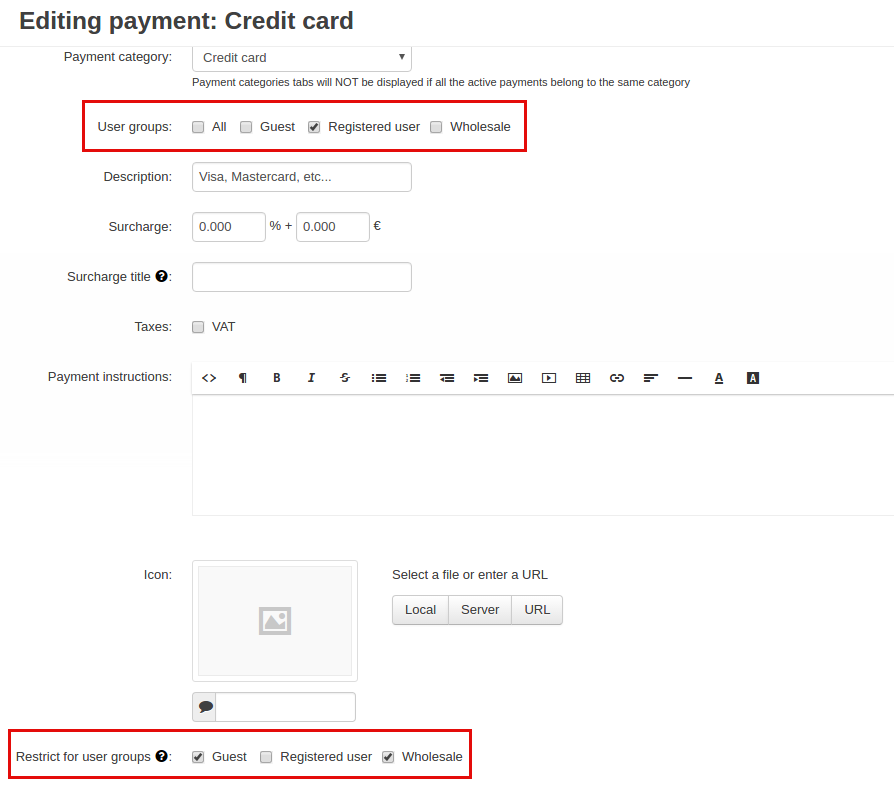 Editing payment: Credit card
Payment category: Credit card
Payment categories tabs will NOT be displayed if all the active payments belong to the same category
User groups: All Guest Registered user Wholesale
Description: Visa, Mastercard, etc...
Surcharge: 0.000 % + 0.000 €
Surcharge title ?:
Taxes: VAT
Payment instructions: <> ¶ B I S A A
Icon: Select a file or enter a URL
Local Server URL
Restrict for user groups ?: Guest Registered user Wholesale